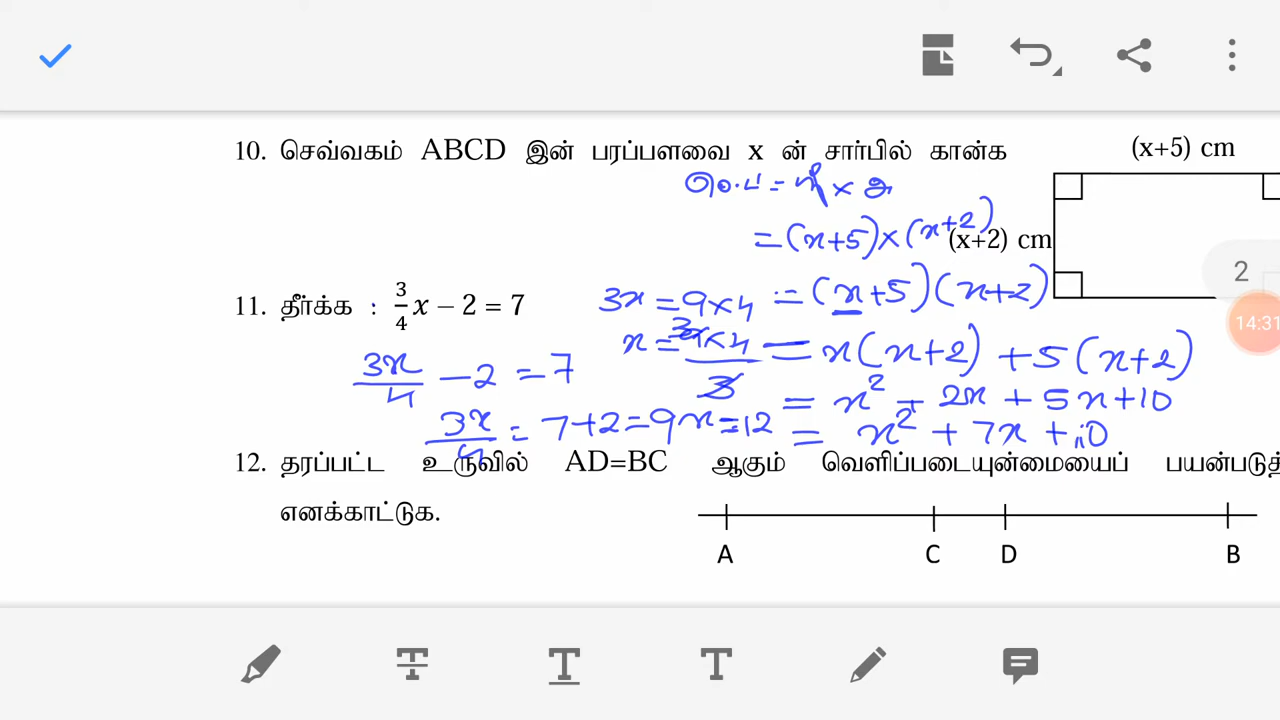 10. செவ்வகம் ABCD இன் பரப்பளவை x ன் சார்பில் கான்க
(x+5) cm
செ.ப = நீ × அ
= (x+5) × (x+2)
(x+2) cm
2
11. தீர்க்க : 3/4 x − 2 = 7
3x = 9×4
= (x+5)(x+2)
14:31
x = 9×4/3
= x(x+2) + 5(x+2)
3x/4 − 2 = 7
= x² + 2x + 5x + 10
3x/4 = 7+2 = 9
x = 12
= x² + 7x + 10
12. தரப்பட்ட உருவில் AD=BC ஆகும் வெளிப்படையுன்மையைப்
எனக்காட்டுக.
A C D B
T T T